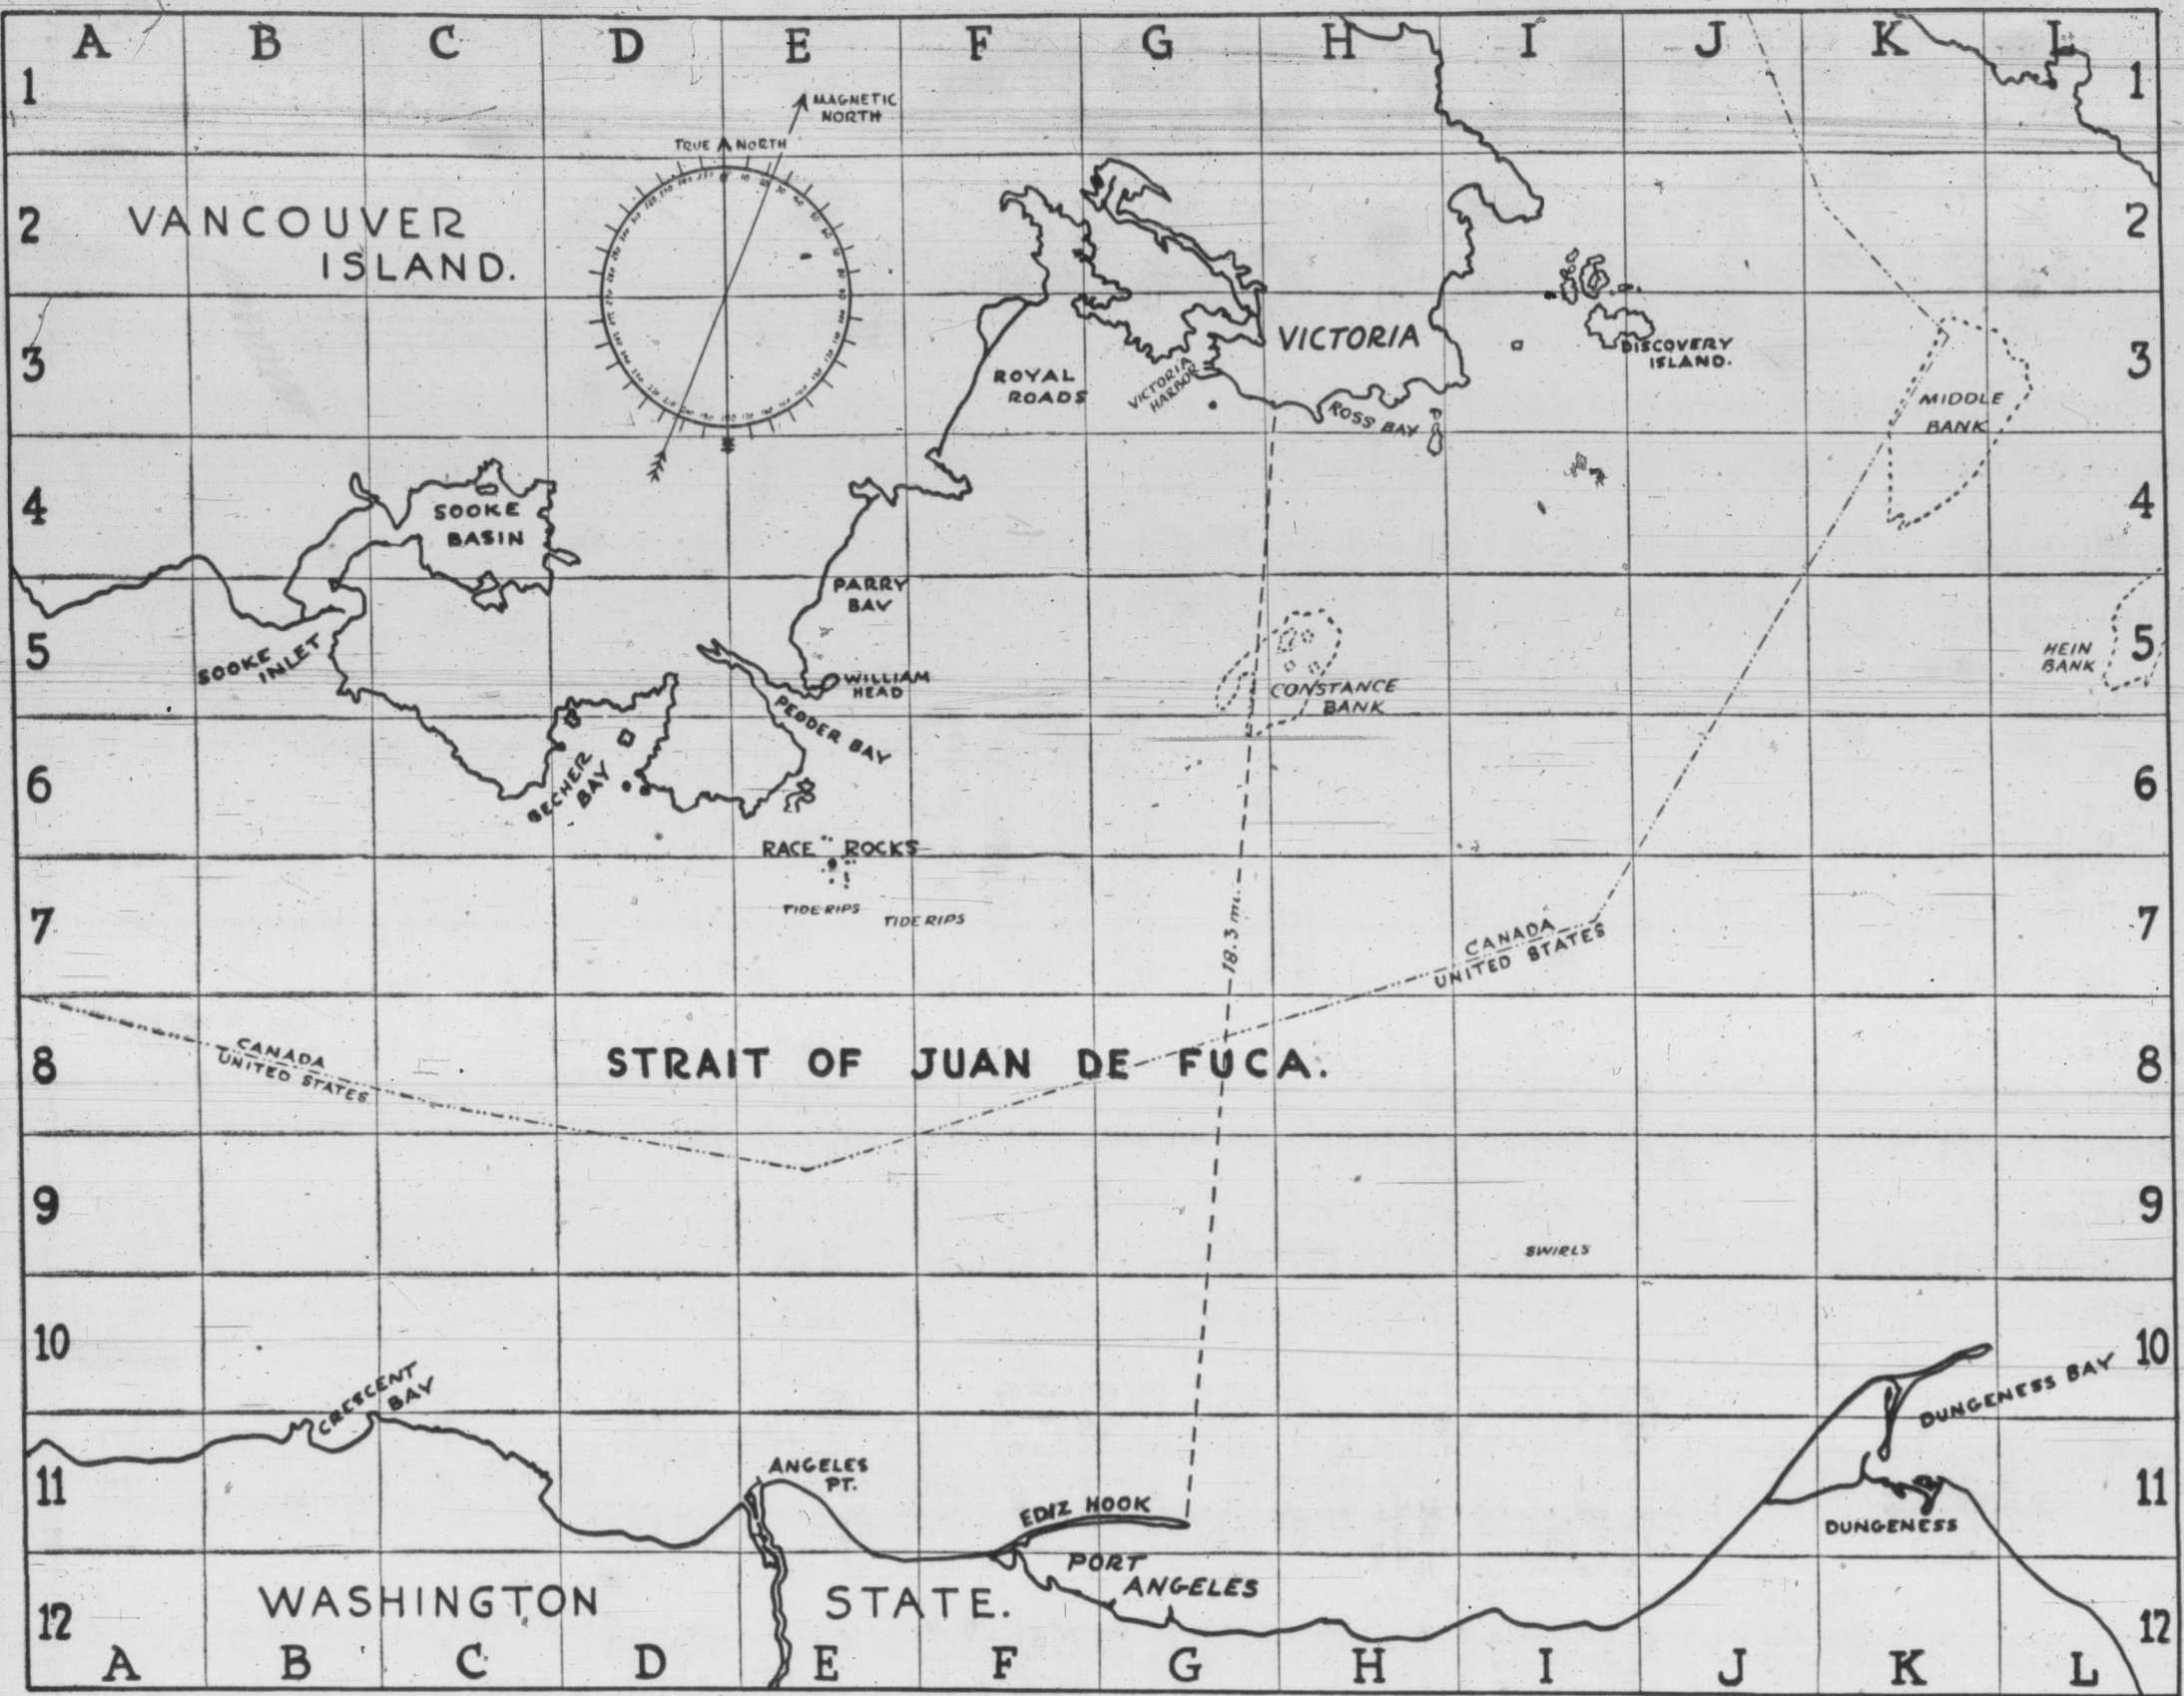 A B C D E F G H I J K L
1 1
MAGNETIC
NORTH
TRUE NORTH
2 2
VANCOUVER
ISLAND.
3 3
VICTORIA
DISCOVERY
ISLAND.
ROYAL
ROADS
VICTORIA
HARBOR
ROSS BAY
MIDDLE
BANK
4 4
SOOKE
BASIN
PARRY
BAY
5 5
SOOKE
INLET
HEIN
BANK
WILLIAM
HEAD
CONSTANCE
BANK
PEDDER BAY
6 6
BECHER
BAY
RACE ROCKS
7 7
TIDE RIPS
TIDE RIPS
18.3 mi.
CANADA
UNITED STATES
8 8
CANADA
UNITED STATES
STRAIT OF JUAN DE FUCA.
9 9
SWIRLS
10 10
CRESCENT
BAY
DUNGENESS BAY
11 11
ANGELES
PT.
EDIZ HOOK
DUNGENESS
PORT
ANGELES
12 12
WASHINGTON STATE.
A B C D E F G H I J K L